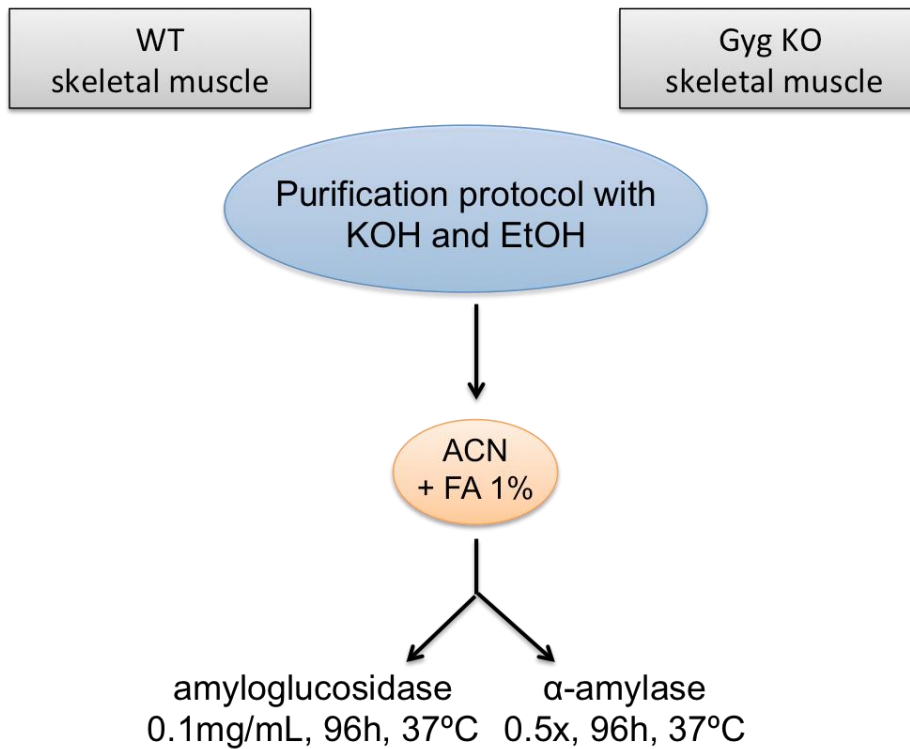 WT
skeletal muscle
Gyg KO
skeletal muscle
Purification protocol with
KOH and EtOH
ACN
+ FA 1%
amyloglucosidase
0.1mg/mL, 96h, 37ºC
α-amylase
0.5x, 96h, 37ºC